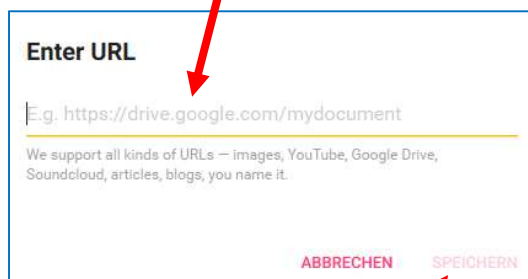 Enter URL
E.g. https://drive.google.com/mydocument
We support all kinds of URLs — images, YouTube, Google Drive,
Soundcloud, articles, blogs, you name it.
ABBRECHEN SPEICHERN